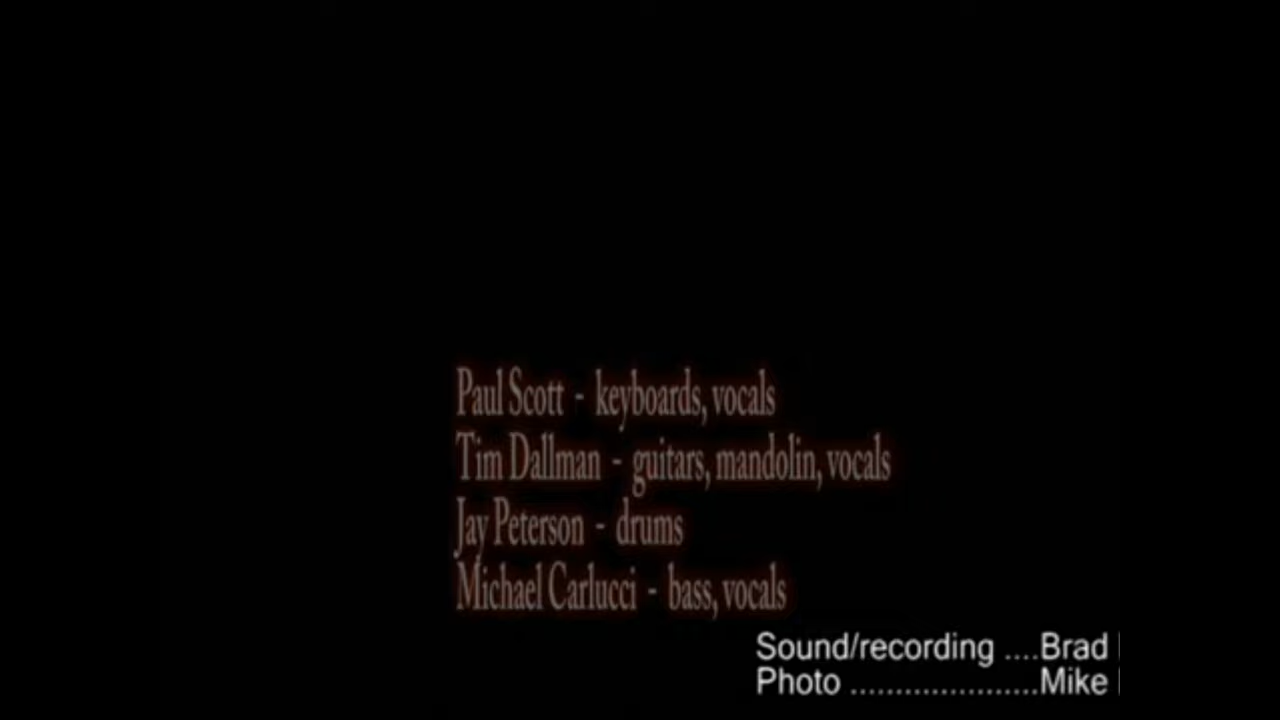 Paul Scott - keyboards, vocals
Tim Dallman - guitars, mandolin, vocals
Jay Peterson - drums
Michael Carlucci - bass, vocals
Sound/recording ....Brad
Photo .....................Mike